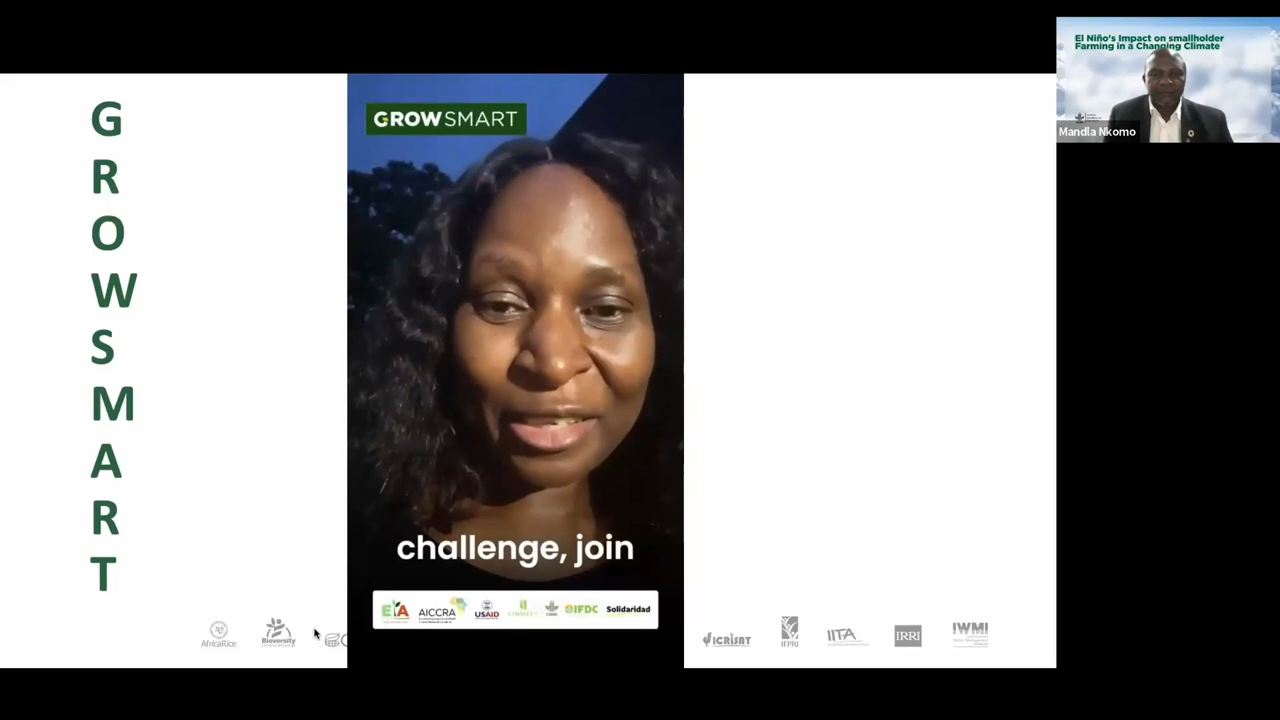 G
R
O
W
S
M
A
R
T
GROWSMART
challenge, join
EiA
AICCRA
USAID
IFDC
Solidaridad
AfricaRice
Bioversity
ICRISAT
IFPRI
IITA
IRRI
IWMI
El Niño's Impact on smallholder
Farming in a Changing Climate
Mandla Nkomo